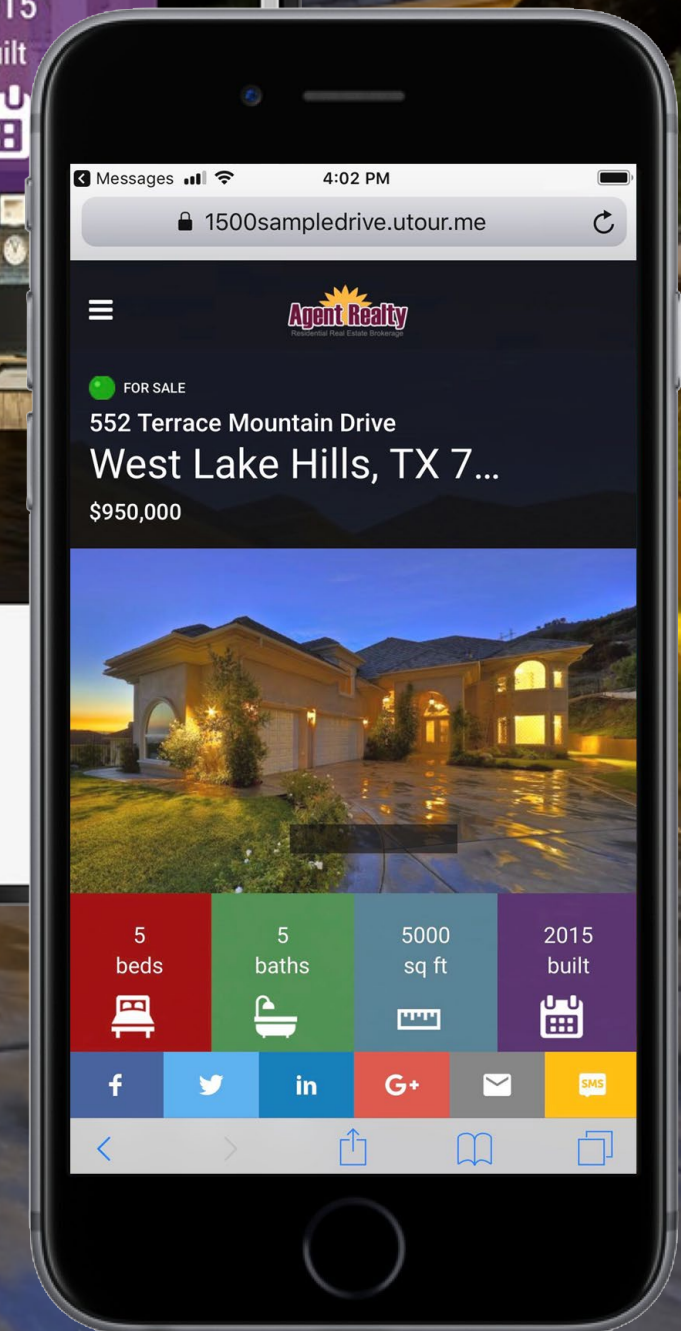 15
Messages
4:02 PM
1500sampledrive.utour.me
Agent Realty
Residential Real Estate Brokerage
FOR SALE
552 Terrace Mountain Drive
West Lake Hills, TX 7...
$950,000
5
beds
5
baths
5000
sq ft
2015
built
f
in
G+
SMS